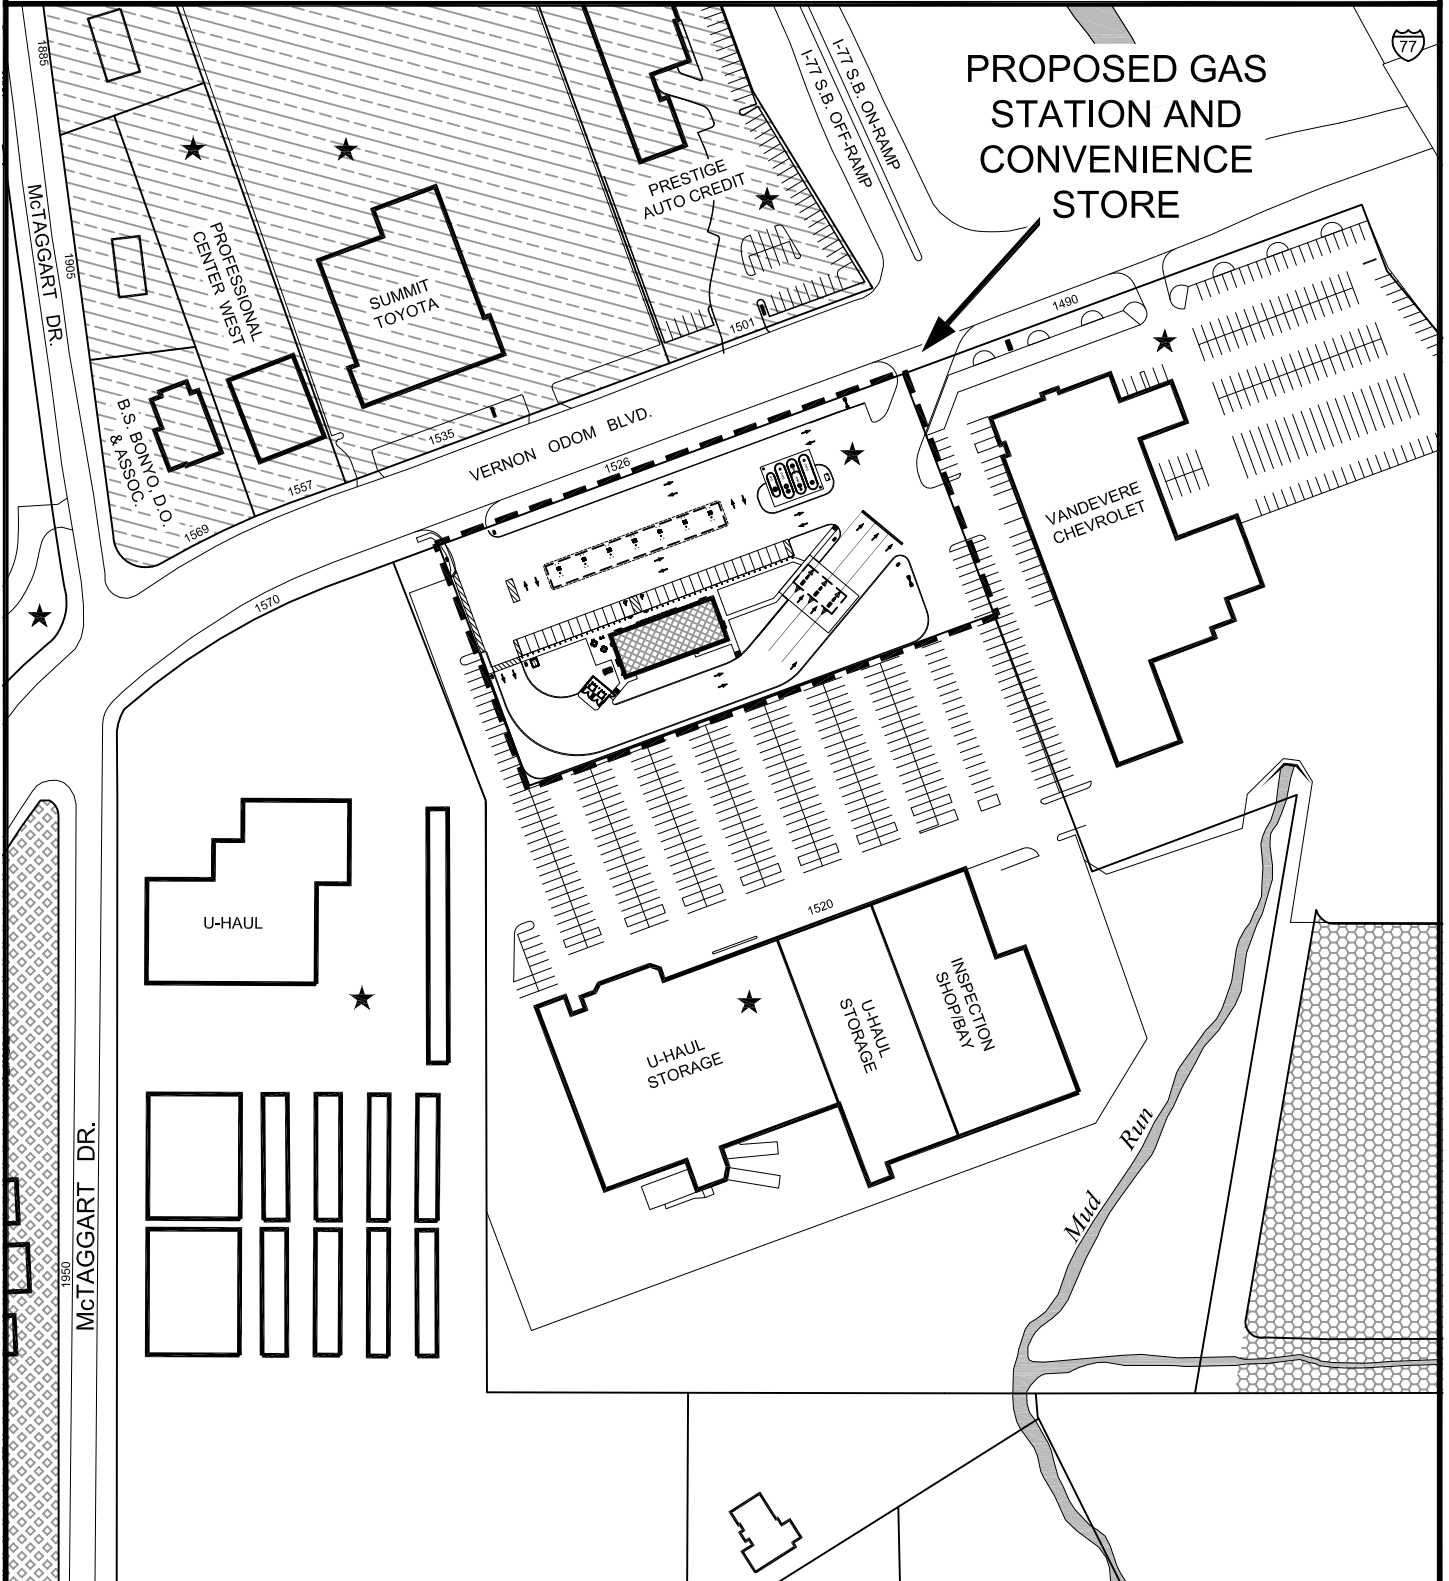 77
PROPOSED GAS
STATION AND
CONVENIENCE
STORE
I-77 S.B. ON-RAMP
I-77 S.B. OFF-RAMP
1885
McTAGGART DR.
1905
PROFESSIONAL
CENTER WEST
SUMMIT
TOYOTA
PRESTIGE
AUTO CREDIT
1501
1490
B.S. BONYO, D.O.
& ASSOC.
1535
1557
1569
VERNON ODOM BLVD.
1526
1570
VANDEVERE
CHEVROLET
U-HAUL
1520
U-HAUL
STORAGE
U-HAUL
STORAGE
INSPECTION
SHOP/BAY
Mud Run
McTAGGART DR.
1950